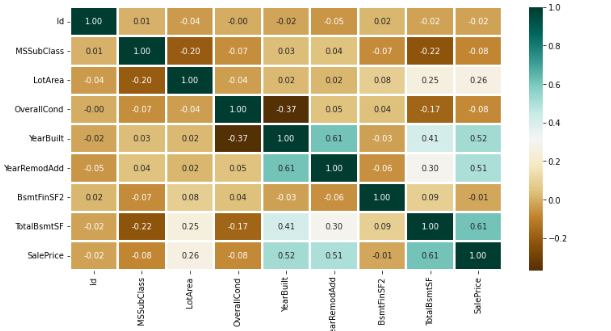 Id 1.00 0.01 -0.04 -0.00 -0.02 -0.05 0.02 -0.02 -0.02
MSSubClass 0.01 1.00 -0.20 -0.07 0.03 0.04 -0.07 -0.22 -0.08
LotArea -0.04 -0.20 1.00 -0.04 0.02 0.02 0.08 0.25 0.26
OverallCond -0.00 -0.07 -0.04 1.00 -0.37 0.05 0.04 -0.17 -0.08
YearBuilt -0.02 0.03 0.02 -0.37 1.00 0.61 -0.03 0.41 0.52
YearRemodAdd -0.05 0.04 0.02 0.05 0.61 1.00 -0.06 0.30 0.51
BsmtFinSF2 0.02 -0.07 0.08 0.04 -0.03 -0.06 1.00 0.09 -0.01
TotalBsmtSF -0.02 -0.22 0.25 -0.17 0.41 0.30 0.09 1.00 0.61
SalePrice -0.02 -0.08 0.26 -0.08 0.52 0.51 -0.01 0.61 1.00
Id
MSSubClass
LotArea
OverallCond
YearBuilt
earRemodAdd
BsmtFinSF2
TotalBsmtSF
SalePrice
1.0
0.8
0.6
0.4
0.2
0.0
−0.2